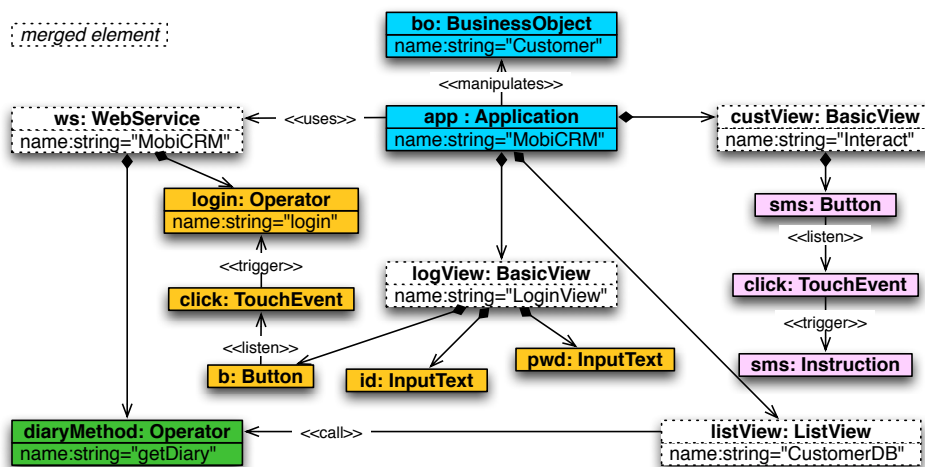 merged element
bo: BusinessObject
name:string="Customer"
<<manipulates>>
ws: WebService
name:string="MobiCRM"
<<uses>>
app : Application
name:string="MobiCRM"
custView: BasicView
name:string="Interact"
login: Operator
name:string="login"
sms: Button
<<listen>>
<<trigger>>
logView: BasicView
name:string="LoginView"
click: TouchEvent
click: TouchEvent
<<trigger>>
<<listen>>
b: Button
id: InputText
pwd: InputText
sms: Instruction
diaryMethod: Operator
name:string="getDiary"
<<call>>
listView: ListView
name:string="CustomerDB"